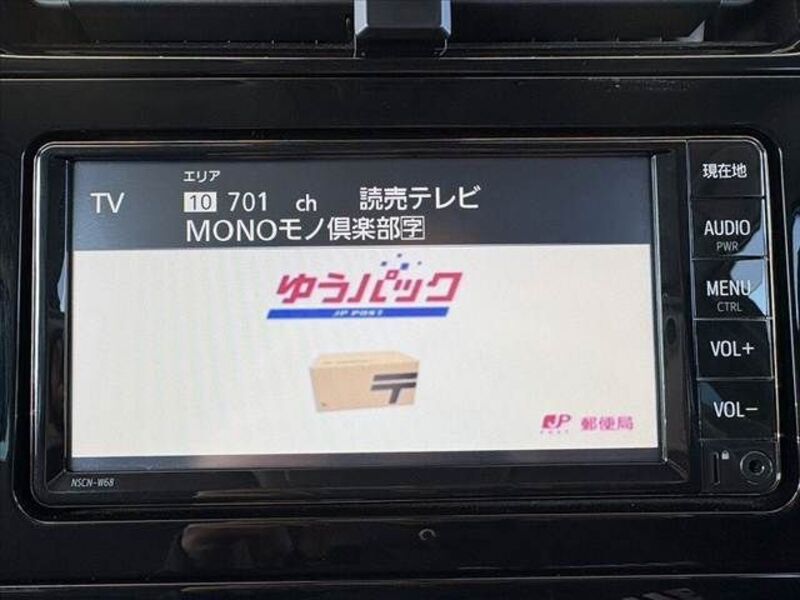 エリア
TV 10 701 ch 読売テレビ
MONOモノ倶楽部字
ゆうパック
JP POST
JP 郵便局
POST
現在地
AUDIO
PWR
MENU
CTRL
VOL+
VOL−
NSCN-W68